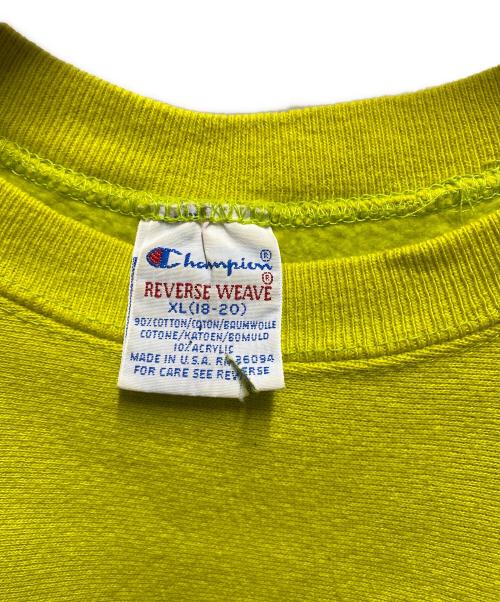 Champion®
REVERSE WEAVE®
XL(18-20)
90%COTTON/COTON/BAUMWOLLE
COTONE/KATOEN/BOMULD
10% ACRYLIC
MADE IN U.S.A. RN 36094
FOR CARE SEE REVERSE